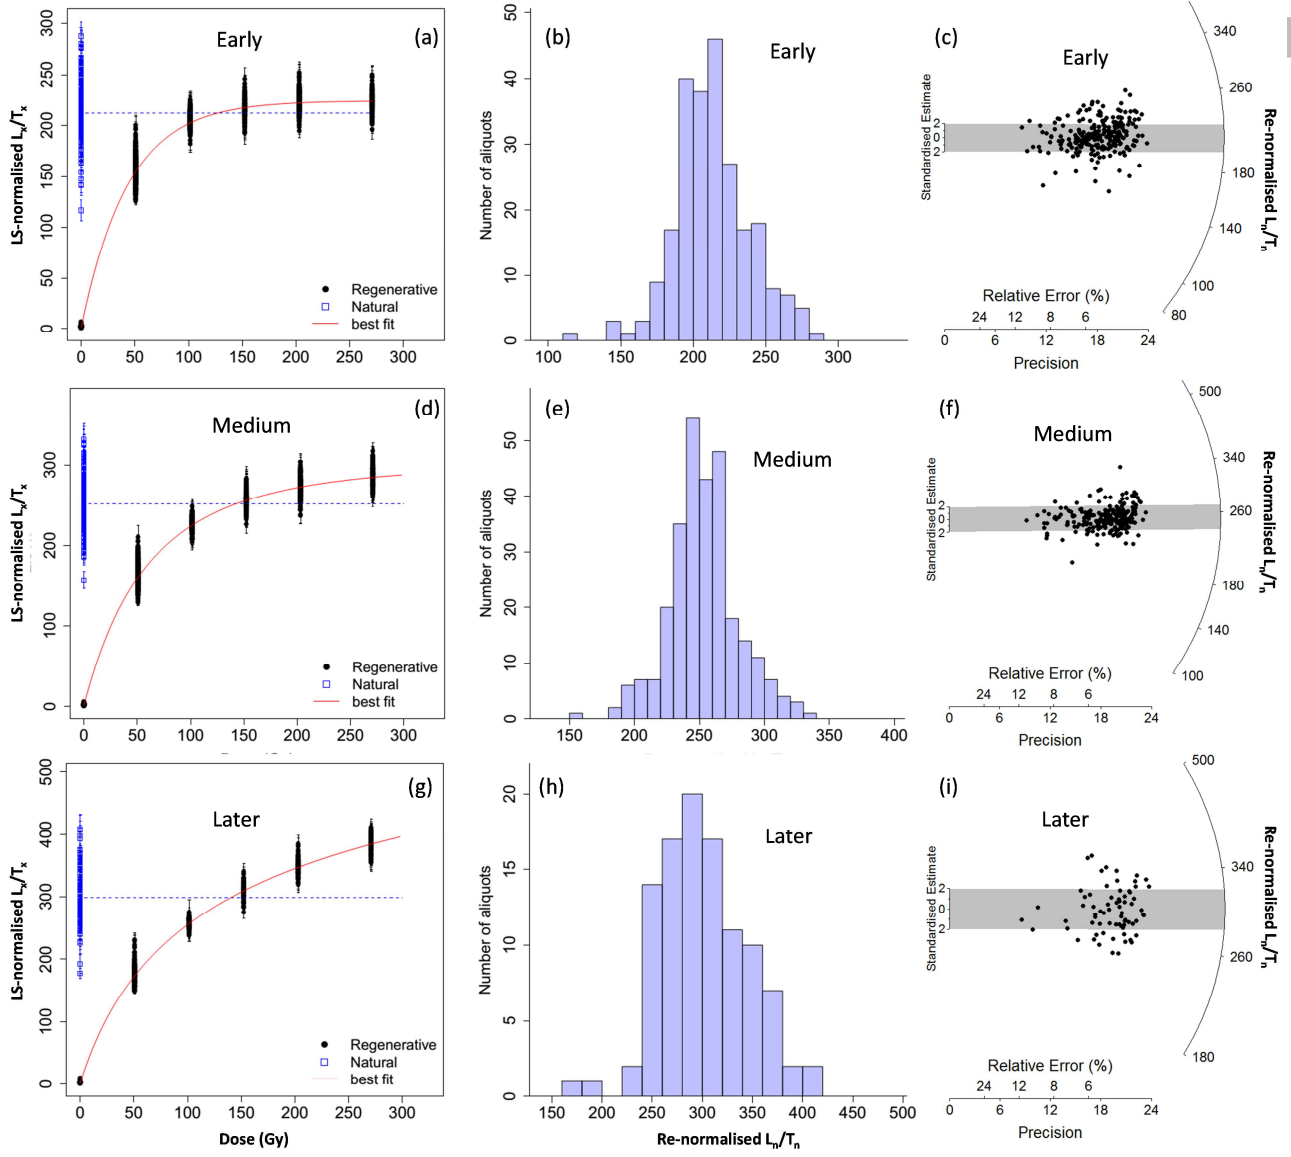 (a)
Early
LS-normalised Lx/Tx
300
250
200
150
100
50
0
Regenerative
Natural
best fit
0 50 100 150 200 250 300
(b)
Early
Number of aliquots
50
40
30
20
10
0
100 150 200 250 300
(c)
Early
Standardised Estimate
2
0
2
340
260
180
140
100
80
Re-normalised Ln/Tn
Relative Error (%)
24 12 8 6
0 6 12 18 24
Precision
(d)
Medium
LS-normalised Lx/Tx
300
200
100
0
Regenerative
Natural
best fit
0 50 100 150 200 250 300
(e)
Medium
Number of aliquots
50
40
30
20
10
0
150 200 250 300 350 400
(f)
Medium
Standardised Estimate
2
0
2
500
340
260
180
140
100
Re-normalised Ln/Tn
Relative Error (%)
24 12 8 6
0 6 12 18 24
Precision
(g)
Later
LS-normalised Lx/Tx
500
400
300
200
100
0
Regenerative
Natural
best fit
0 50 100 150 200 250 300
Dose (Gy)
(h)
Later
Number of aliquots
20
15
10
5
0
150 200 250 300 350 400 450 500
Re-normalised Ln/Tn
(i)
Later
Standardised Estimate
2
0
2
500
340
260
180
Re-normalised Ln/Tn
Relative Error (%)
24 12 8 6
0 6 12 18 24
Precision